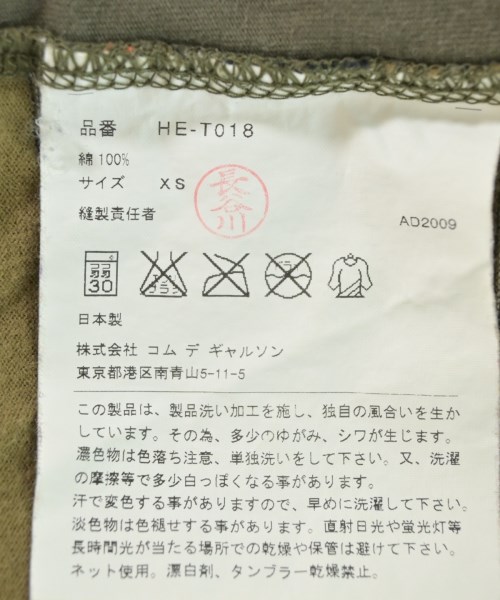 品番 HE-T018
綿 100%
サイズ XS
縫製責任者
長谷川
AD2009
ココココ
30
日本製
株式会社 コム デ ギャルソン
東京都港区南青山5-11-5
この製品は、製品洗い加工を施し、独自の風合いを生か
しています。その為、多少のゆがみ、シワが生じます。
濃色物は色落ち注意、単独洗いをして下さい。又、洗濯
の摩擦等で多少白っぽくなる事があります。
汗で変色する事がありますので、早めに洗濯して下さい。
淡色物は色褪せする事があります。直射日光や蛍光灯等
長時間光が当たる場所での乾燥や保管は避けて下さい。
ネット使用。漂白剤、タンブラー乾燥禁止。